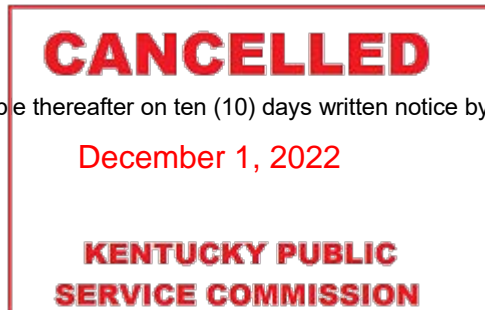 CANCELLED
e thereafter on ten (10) days written notice by
December 1, 2022
KENTUCKY PUBLIC
SERVICE COMMISSION